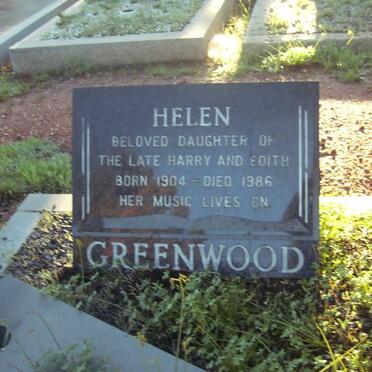 HELEN
BELOVED DAUGHTER OF
THE LATE HARRY AND EDITH
BORN 1904 - DIED 1986
HER MUSIC LIVES ON
GREENWOOD